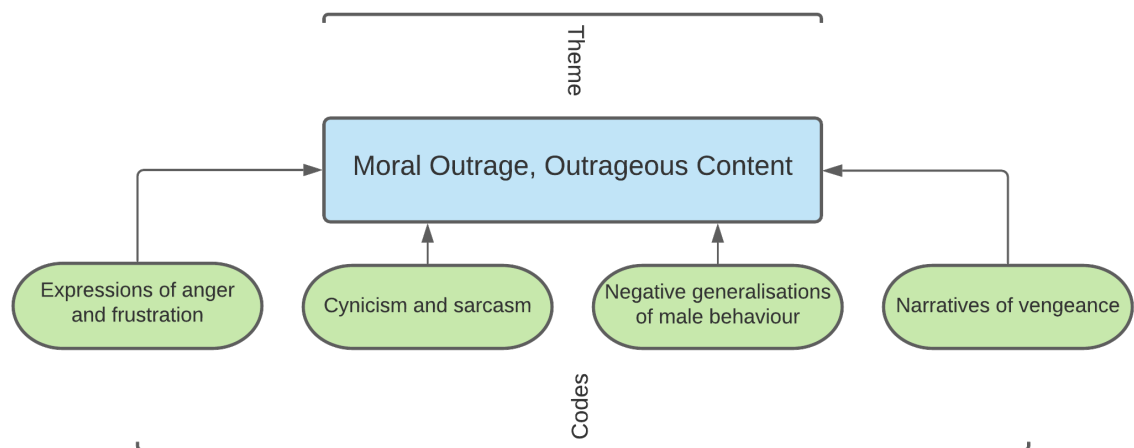 Theme
Moral Outrage, Outrageous Content
Expressions of anger
and frustration
Cynicism and sarcasm
Negative generalisations
of male behaviour
Narratives of vengeance
Codes